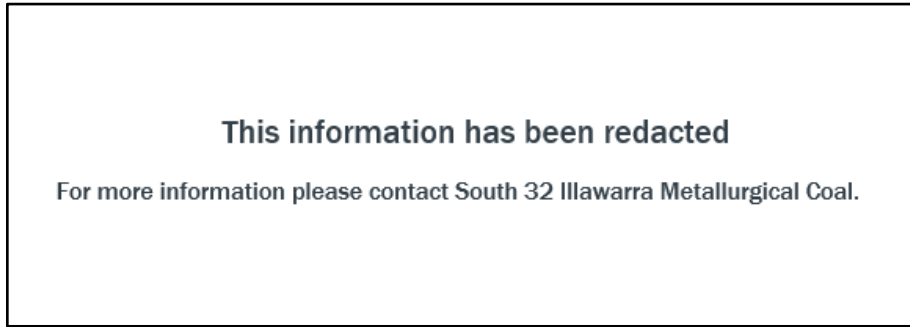 This information has been redacted
For more information please contact South 32 Illawarra Metallurgical Coal.